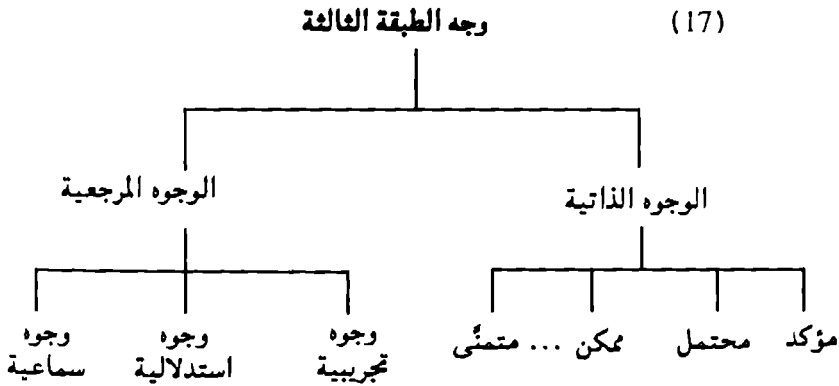 (17) وجه الطبقة الثالثة
الوجوه الذاتية الوجوه المرجعية
مؤكد محتمل ممكن ... متمنَّى
وجوه تجريبية
وجوه استدلالية
وجوه سماعية